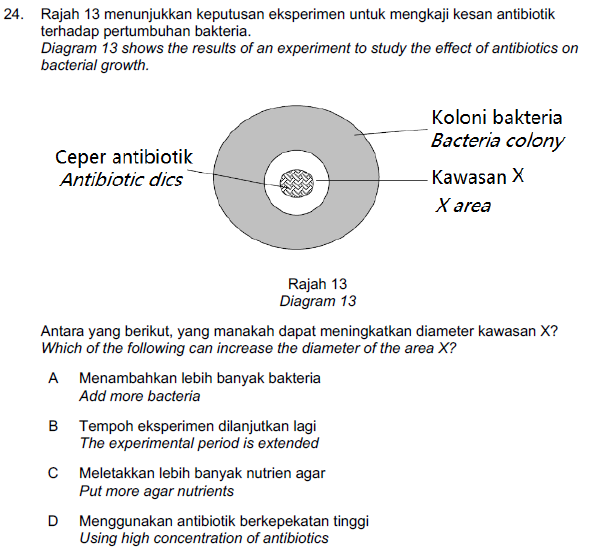 24. Rajah 13 menunjukkan keputusan eksperimen untuk mengkaji kesan antibiotik
terhadap pertumbuhan bakteria.
Diagram 13 shows the results of an experiment to study the effect of antibiotics on
bacterial growth.
Koloni bakteria
Bacteria colony
Ceper antibiotik
Antibiotic dics
Kawasan X
X area
Rajah 13
Diagram 13
Antara yang berikut, yang manakah dapat meningkatkan diameter kawasan X?
Which of the following can increase the diameter of the area X?
A Menambahkan lebih banyak bakteria
Add more bacteria
B Tempoh eksperimen dilanjutkan lagi
The experimental period is extended
C Meletakkan lebih banyak nutrien agar
Put more agar nutrients
D Menggunakan antibiotik berkepekatan tinggi
Using high concentration of antibiotics